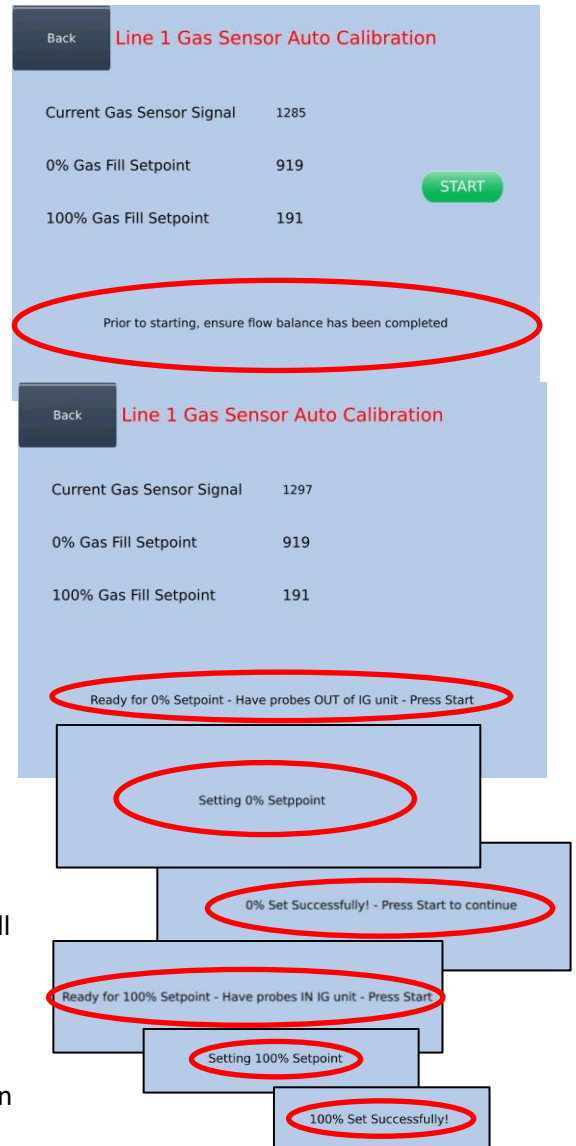 Back
Line 1 Gas Sensor Auto Calibration
Current Gas Sensor Signal 1285
0% Gas Fill Setpoint 919
START
100% Gas Fill Setpoint 191
Prior to starting, ensure flow balance has been completed
Back
Line 1 Gas Sensor Auto Calibration
Current Gas Sensor Signal 1297
0% Gas Fill Setpoint 919
100% Gas Fill Setpoint 191
Ready for 0% Setpoint - Have probes OUT of IG unit - Press Start
Setting 0% Setppoint
0% Set Successfully! - Press Start to continue
ll
Ready for 100% Setpoint - Have probes IN IG unit - Press Start
Setting 100% Setpoint
n
100% Set Successfully!